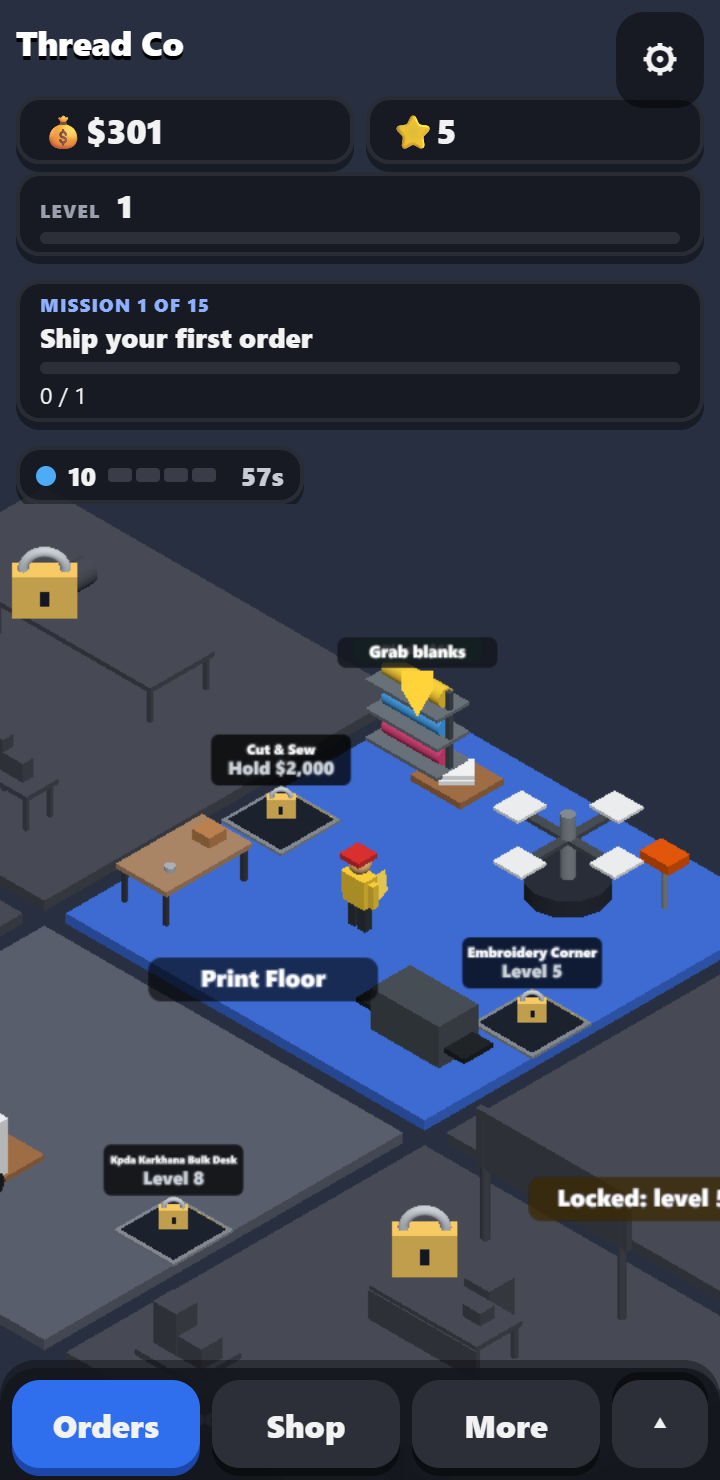 Thread Co
$301
5
LEVEL 1
MISSION 1 OF 15
Ship your first order
0 / 1
10
57s
Grab blanks
Cut & Sew
Hold $2,000
Embroidery Corner
Level 5
Print Floor
Kpda Karkhana Bulk Desk
Level 8
Locked: level 5
Orders
Shop
More